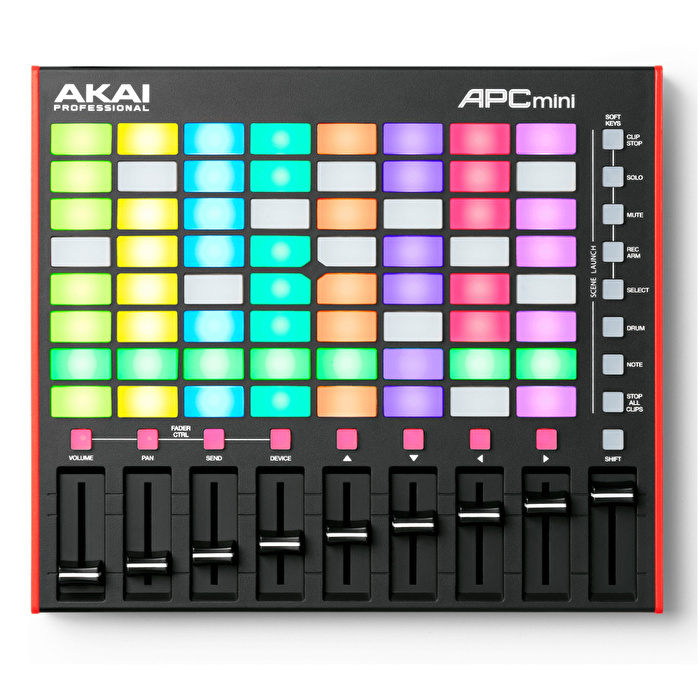 AKAI
PROFESSIONAL
APCmini
SOFT
KEYS
CLIP
STOP
SOLO
MUTE
REC
ARM
SCENE LAUNCH
SELECT
DRUM
NOTE
STOP
ALL
CLIPS
FADER
CTRL
VOLUME
PAN
SEND
DEVICE
SHIFT